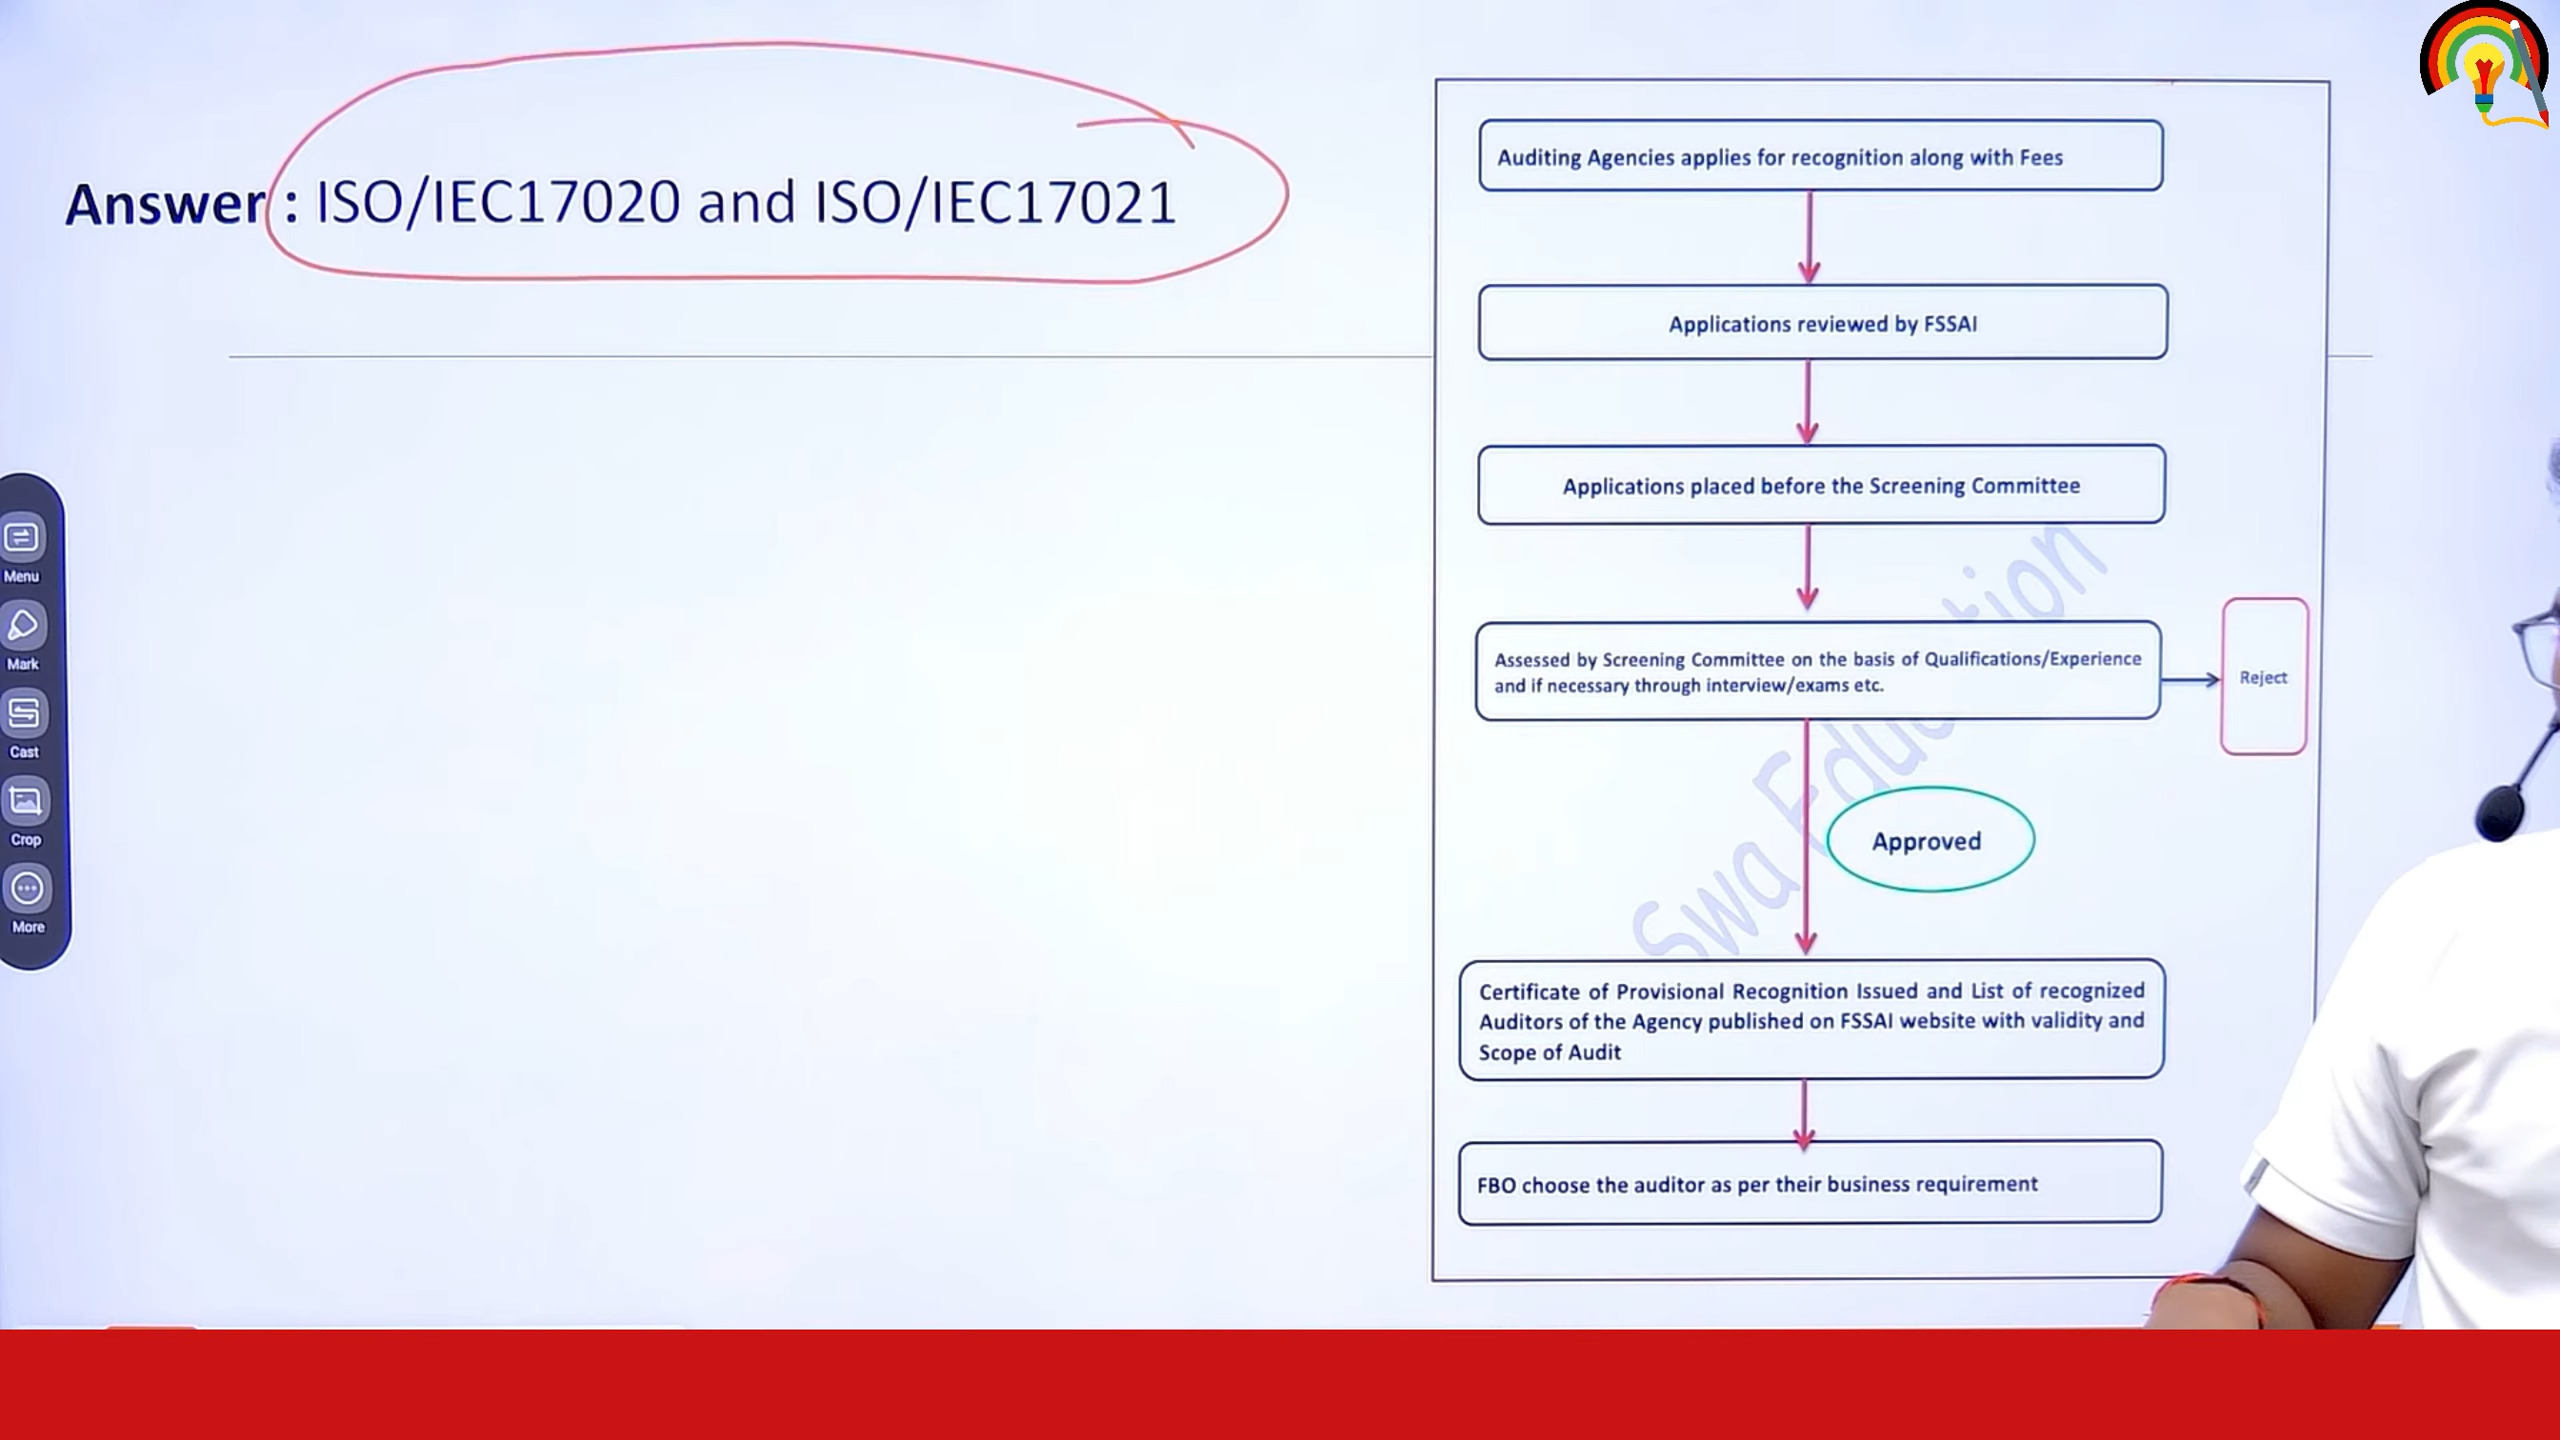 Answer : ISO/IEC17020 and ISO/IEC17021
Auditing Agencies applies for recognition along with Fees
Applications reviewed by FSSAI
Applications placed before the Screening Committee
Assessed by Screening Committee on the basis of Qualifications/Experience
and if necessary through interview/exams etc.
Reject
Approved
Certificate of Provisional Recognition Issued and List of recognized
Auditors of the Agency published on FSSAI website with validity and
Scope of Audit
FBO choose the auditor as per their business requirement
Menu
Mark
Cast
Crop
More